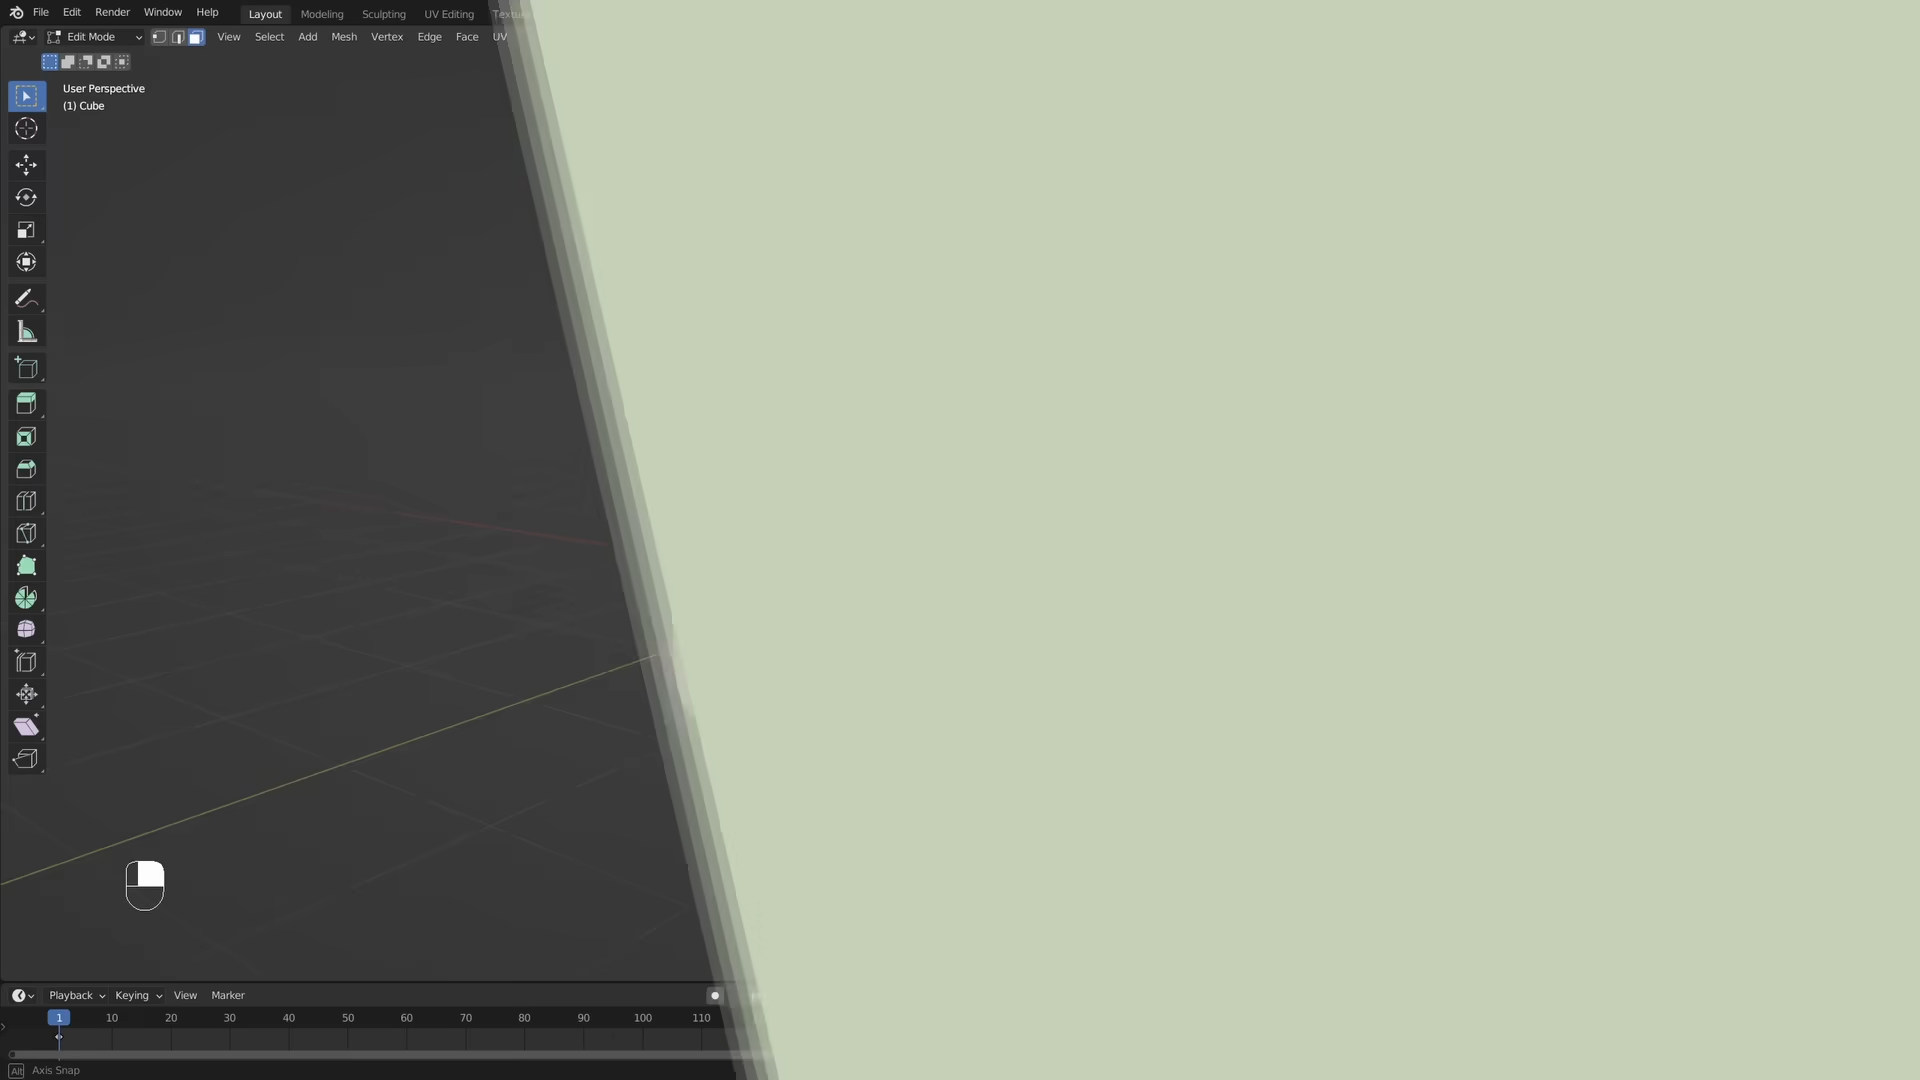 File Edit Render Window Help Layout Modeling Sculpting UV Editing
Edit Mode View Select Add Mesh Vertex Edge Face UV
User Perspective
(1) Cube
Playback Keying View Marker
1 10 20 30 40 50 60 70 80 90 100 110
Alt Axis Snap